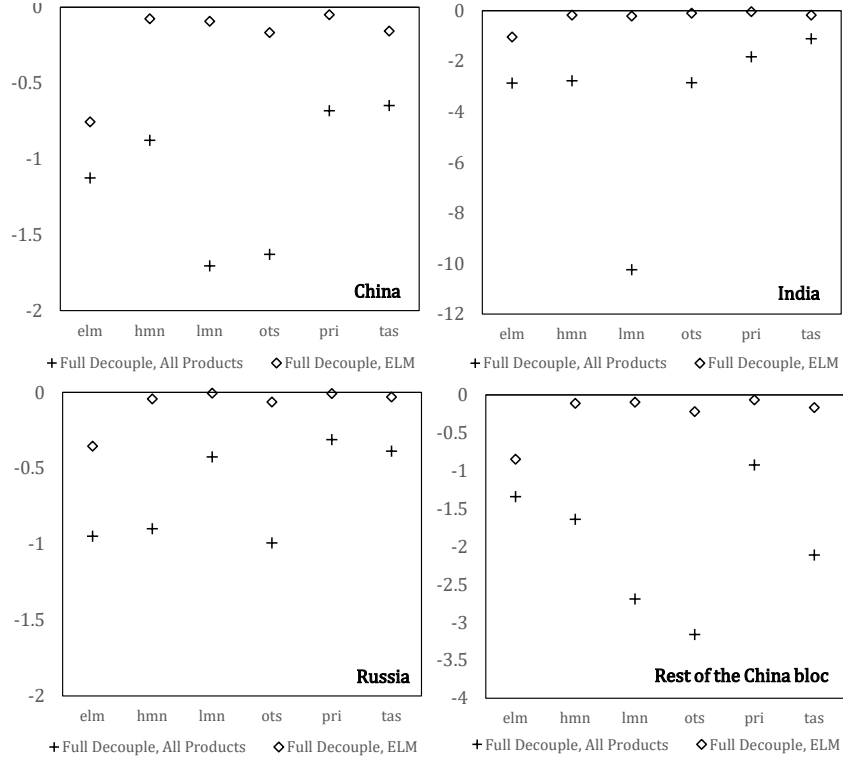 0
-0.5
-1
-1.5
-2
China
elm hmn lmn ots pri tas
Full Decouple, All Products Full Decouple, ELM
0
-2
-4
-6
-8
-10
-12
India
elm hmn lmn ots pri tas
Full Decouple, All Products Full Decouple, ELM
0
-0.5
-1
-1.5
-2
Russia
elm hmn lmn ots pri tas
Full Decouple, All Products Full Decouple, ELM
0
-0.5
-1
-1.5
-2
-2.5
-3
-3.5
-4
Rest of the China bloc
elm hmn lmn ots pri tas
Full Decouple, All Products Full Decouple, ELM